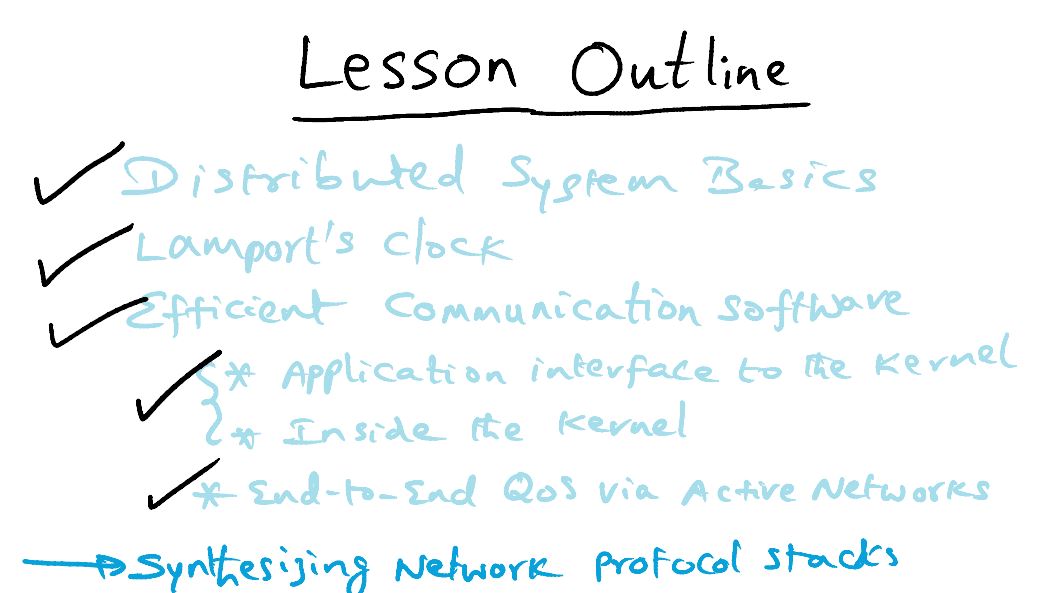 Lesson Outline
Distributed System Basics
Lamport's Clock
Efficient Communication Software
* Application interface to the kernel
* Inside the kernel
* End-to-End QoS via Active Networks
Synthesizing Network Protocol stacks